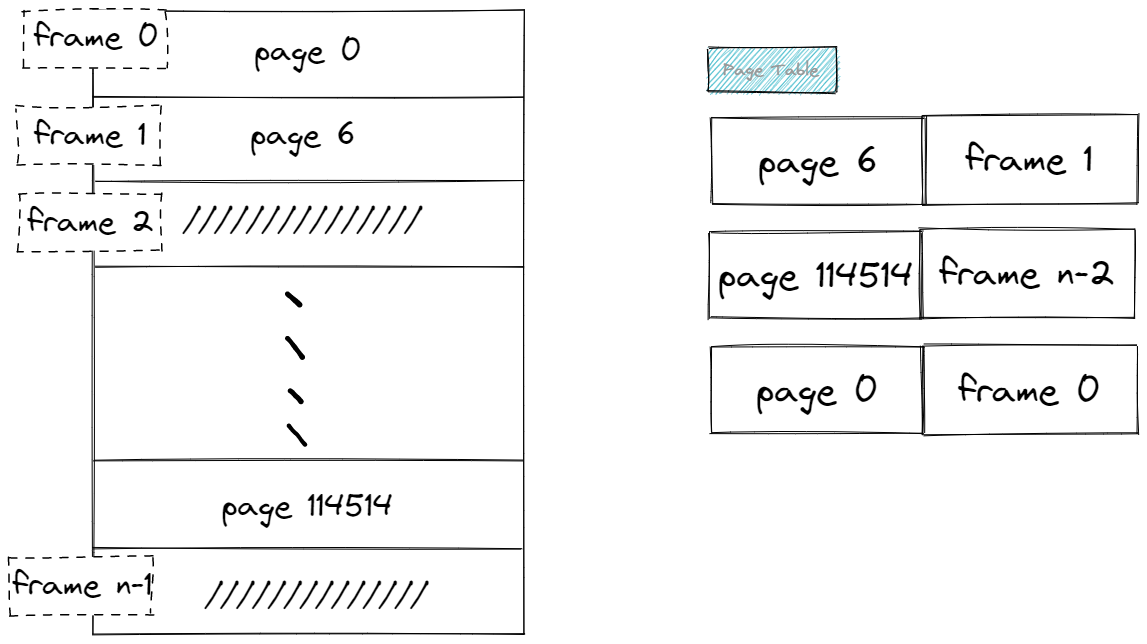 frame 0
page 0
frame 1
page 6
frame 2
page 114514
frame n-1
Page Table
page 6
frame 1
page 114514
frame n-2
page 0
frame 0